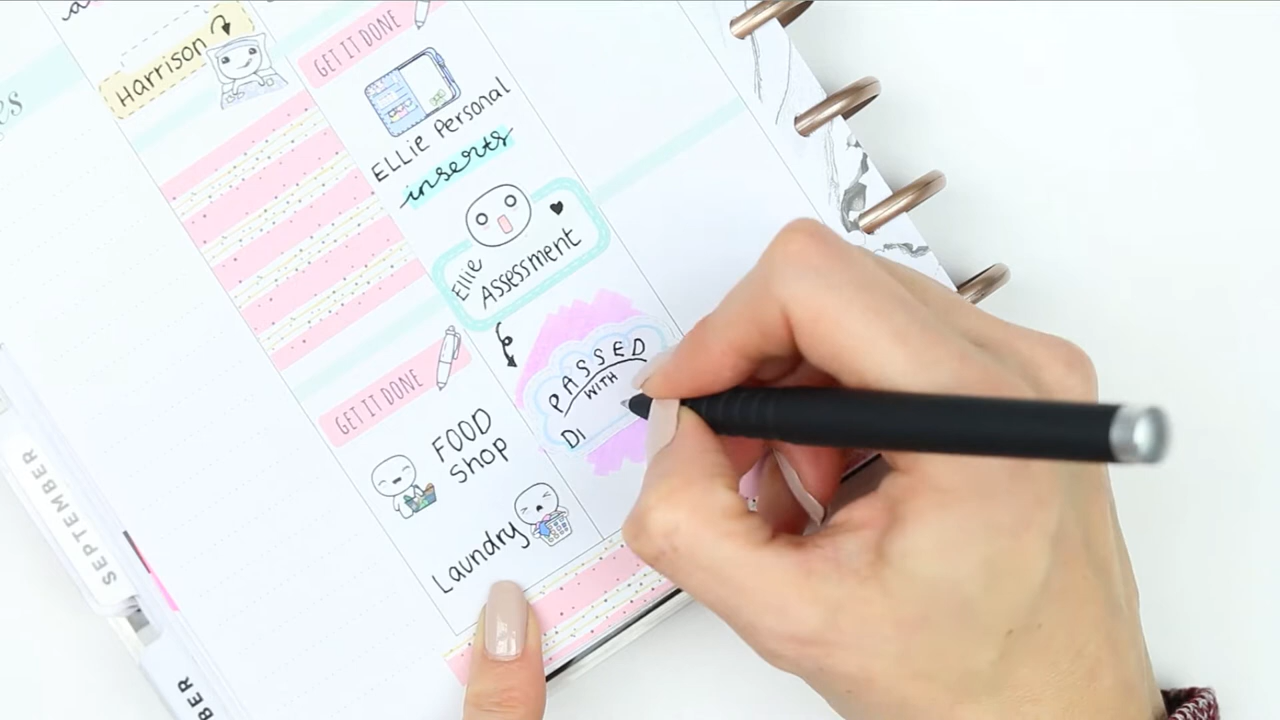 Harrison
GET IT DONE
ELLie Personal
inserts
Ellie
Assessment
PASSED
WITH
DI
GET IT DONE
FOOD
Shop
Laundry
SEPTEMBER